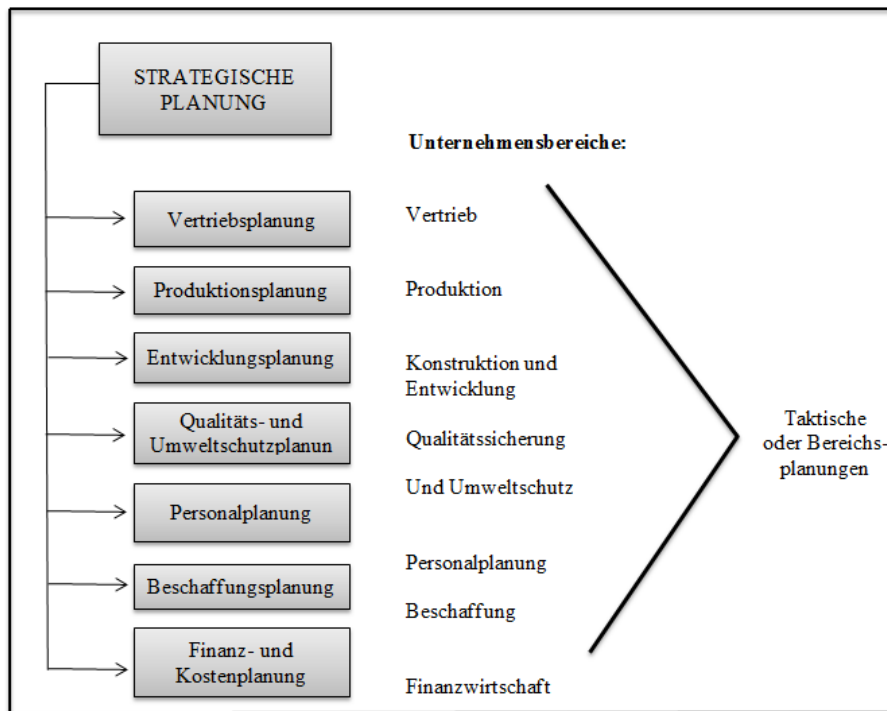 STRATEGISCHE
PLANUNG
Unternehmensbereiche:
Vertriebsplanung
Vertrieb
Produktionsplanung
Produktion
Entwicklungsplanung
Konstruktion und
Entwicklung
Qualitäts- und
Umweltschutzplanun
Qualitätssicherung
Und Umweltschutz
Taktische
oder Bereichs-
planungen
Personalplanung
Personalplanung
Beschaffungsplanung
Beschaffung
Finanz- und
Kostenplanung
Finanzwirtschaft